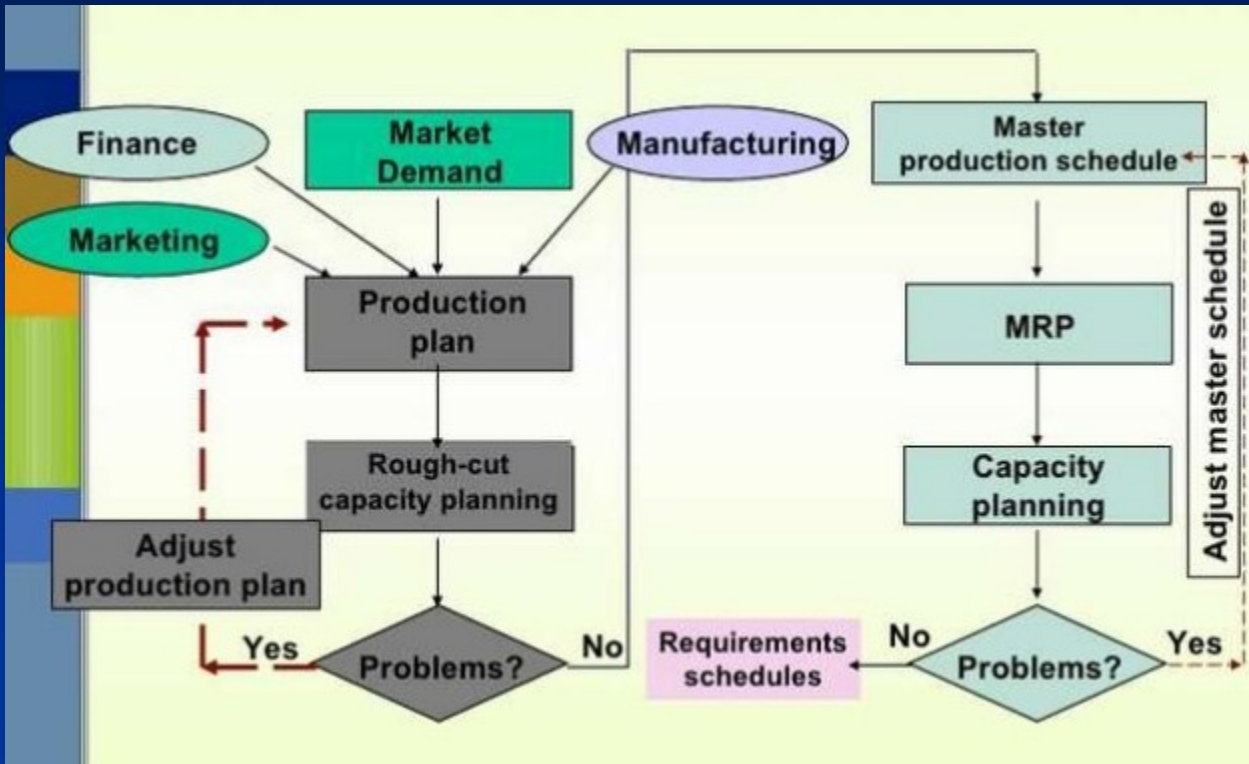 Finance
Market
Demand
Manufacturing
Marketing
Production
plan
Rough-cut
capacity planning
Adjust
production plan
Yes
Problems?
No
Master
production schedule
MRP
Capacity
planning
Adjust master schedule
Requirements
schedules
No
Problems?
Yes